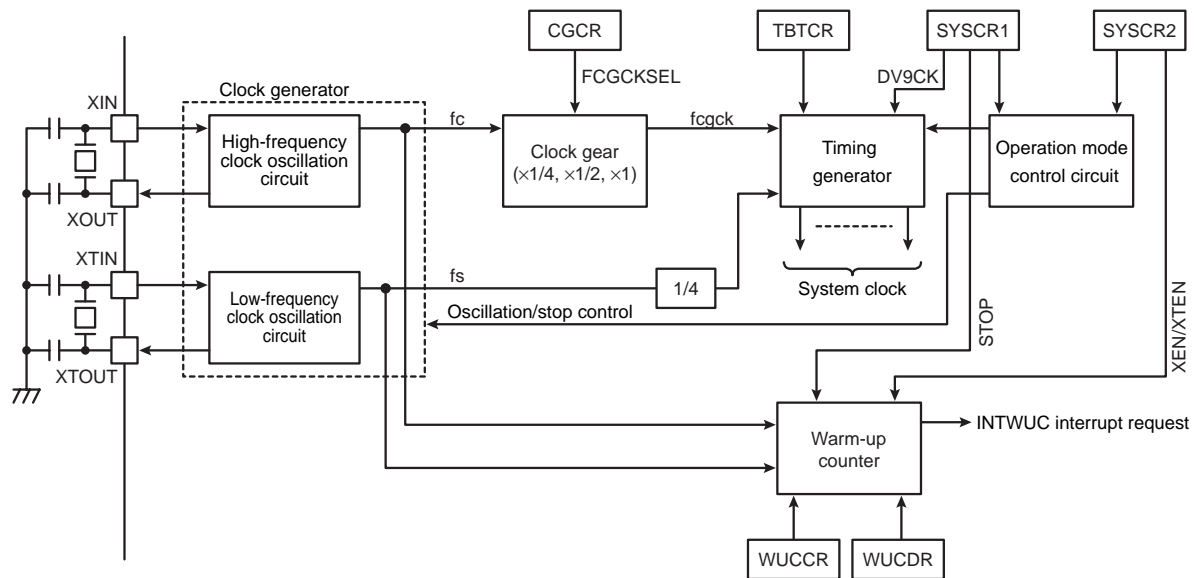 CGCR
TBTCR
SYSCR1
SYSCR2
FCGCKSEL
DV9CK
Clock generator
XIN
High-frequency
clock oscillation
circuit
fc
Clock gear
(×1/4, ×1/2, ×1)
fcgck
Timing
generator
Operation mode
control circuit
XOUT
XTIN
fs
1/4
System clock
Low-frequency
clock oscillation
circuit
Oscillation/stop control
STOP
XEN/XTEN
XTOUT
Warm-up
counter
INTWUC interrupt request
WUCCR
WUCDR